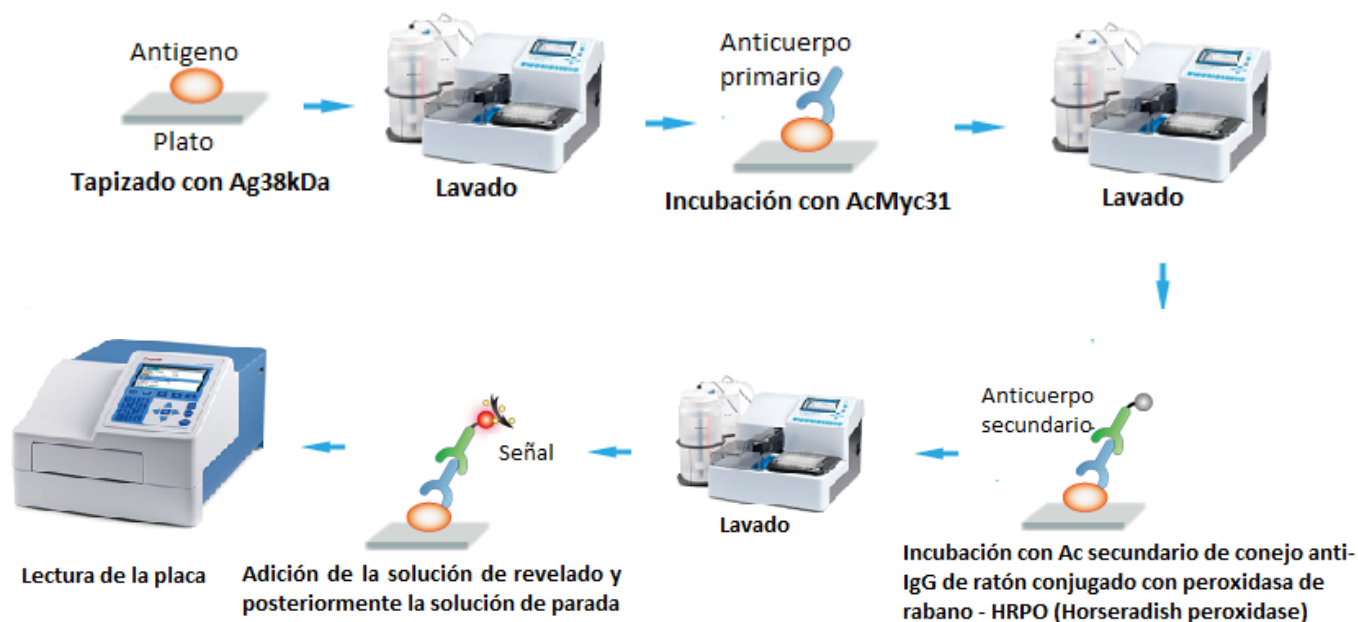 Antigeno
Plato
Tapizado con Ag38kDa
Lavado
Anticuerpo
primario
Incubación con AcMyc31
Lavado
Anticuerpo
secundario
Incubación con Ac secundario de conejo anti-
IgG de ratón conjugado con peroxidasa de
rabano - HRPO (Horseradish peroxidase)
Lavado
Señal
Adición de la solución de revelado y
posteriormente la solución de parada
Lectura de la placa